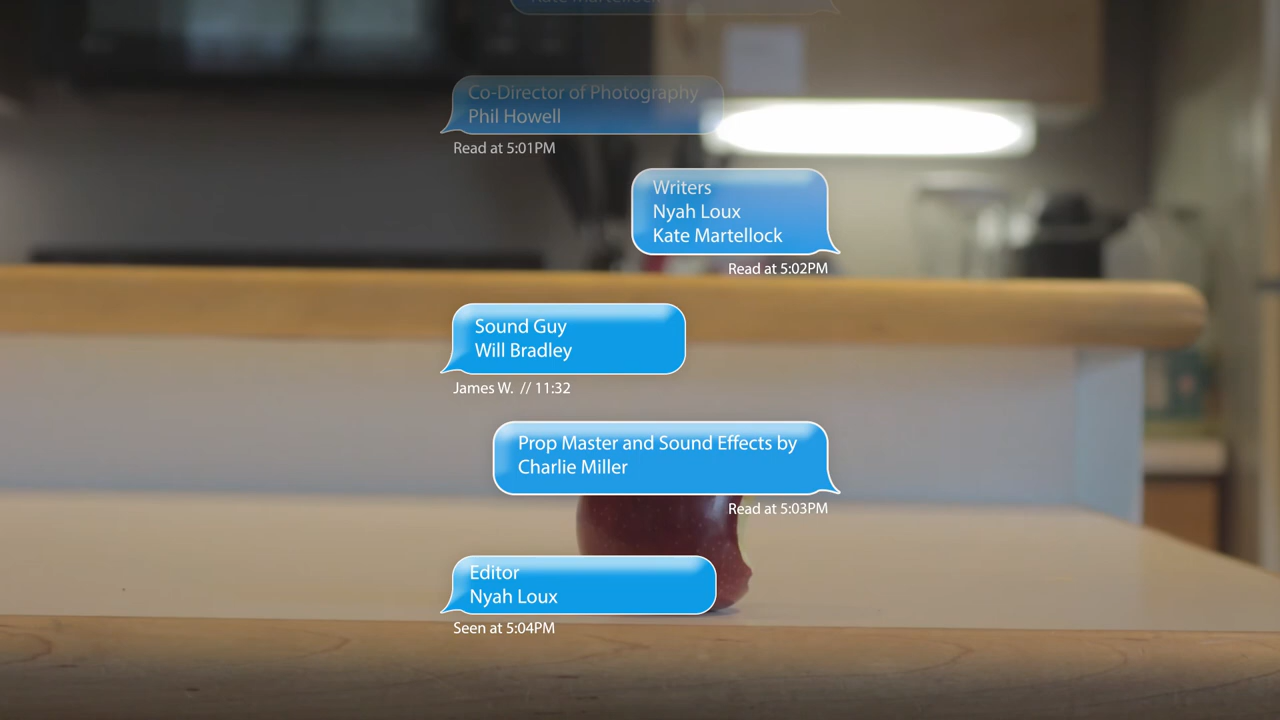 Kate Martellock
Co-Director of Photography
Phil Howell
Read at 5:01PM
Writers
Nyah Loux
Kate Martellock
Read at 5:02PM
Sound Guy
Will Bradley
James W. // 11:32
Prop Master and Sound Effects by
Charlie Miller
Read at 5:03PM
Editor
Nyah Loux
Seen at 5:04PM